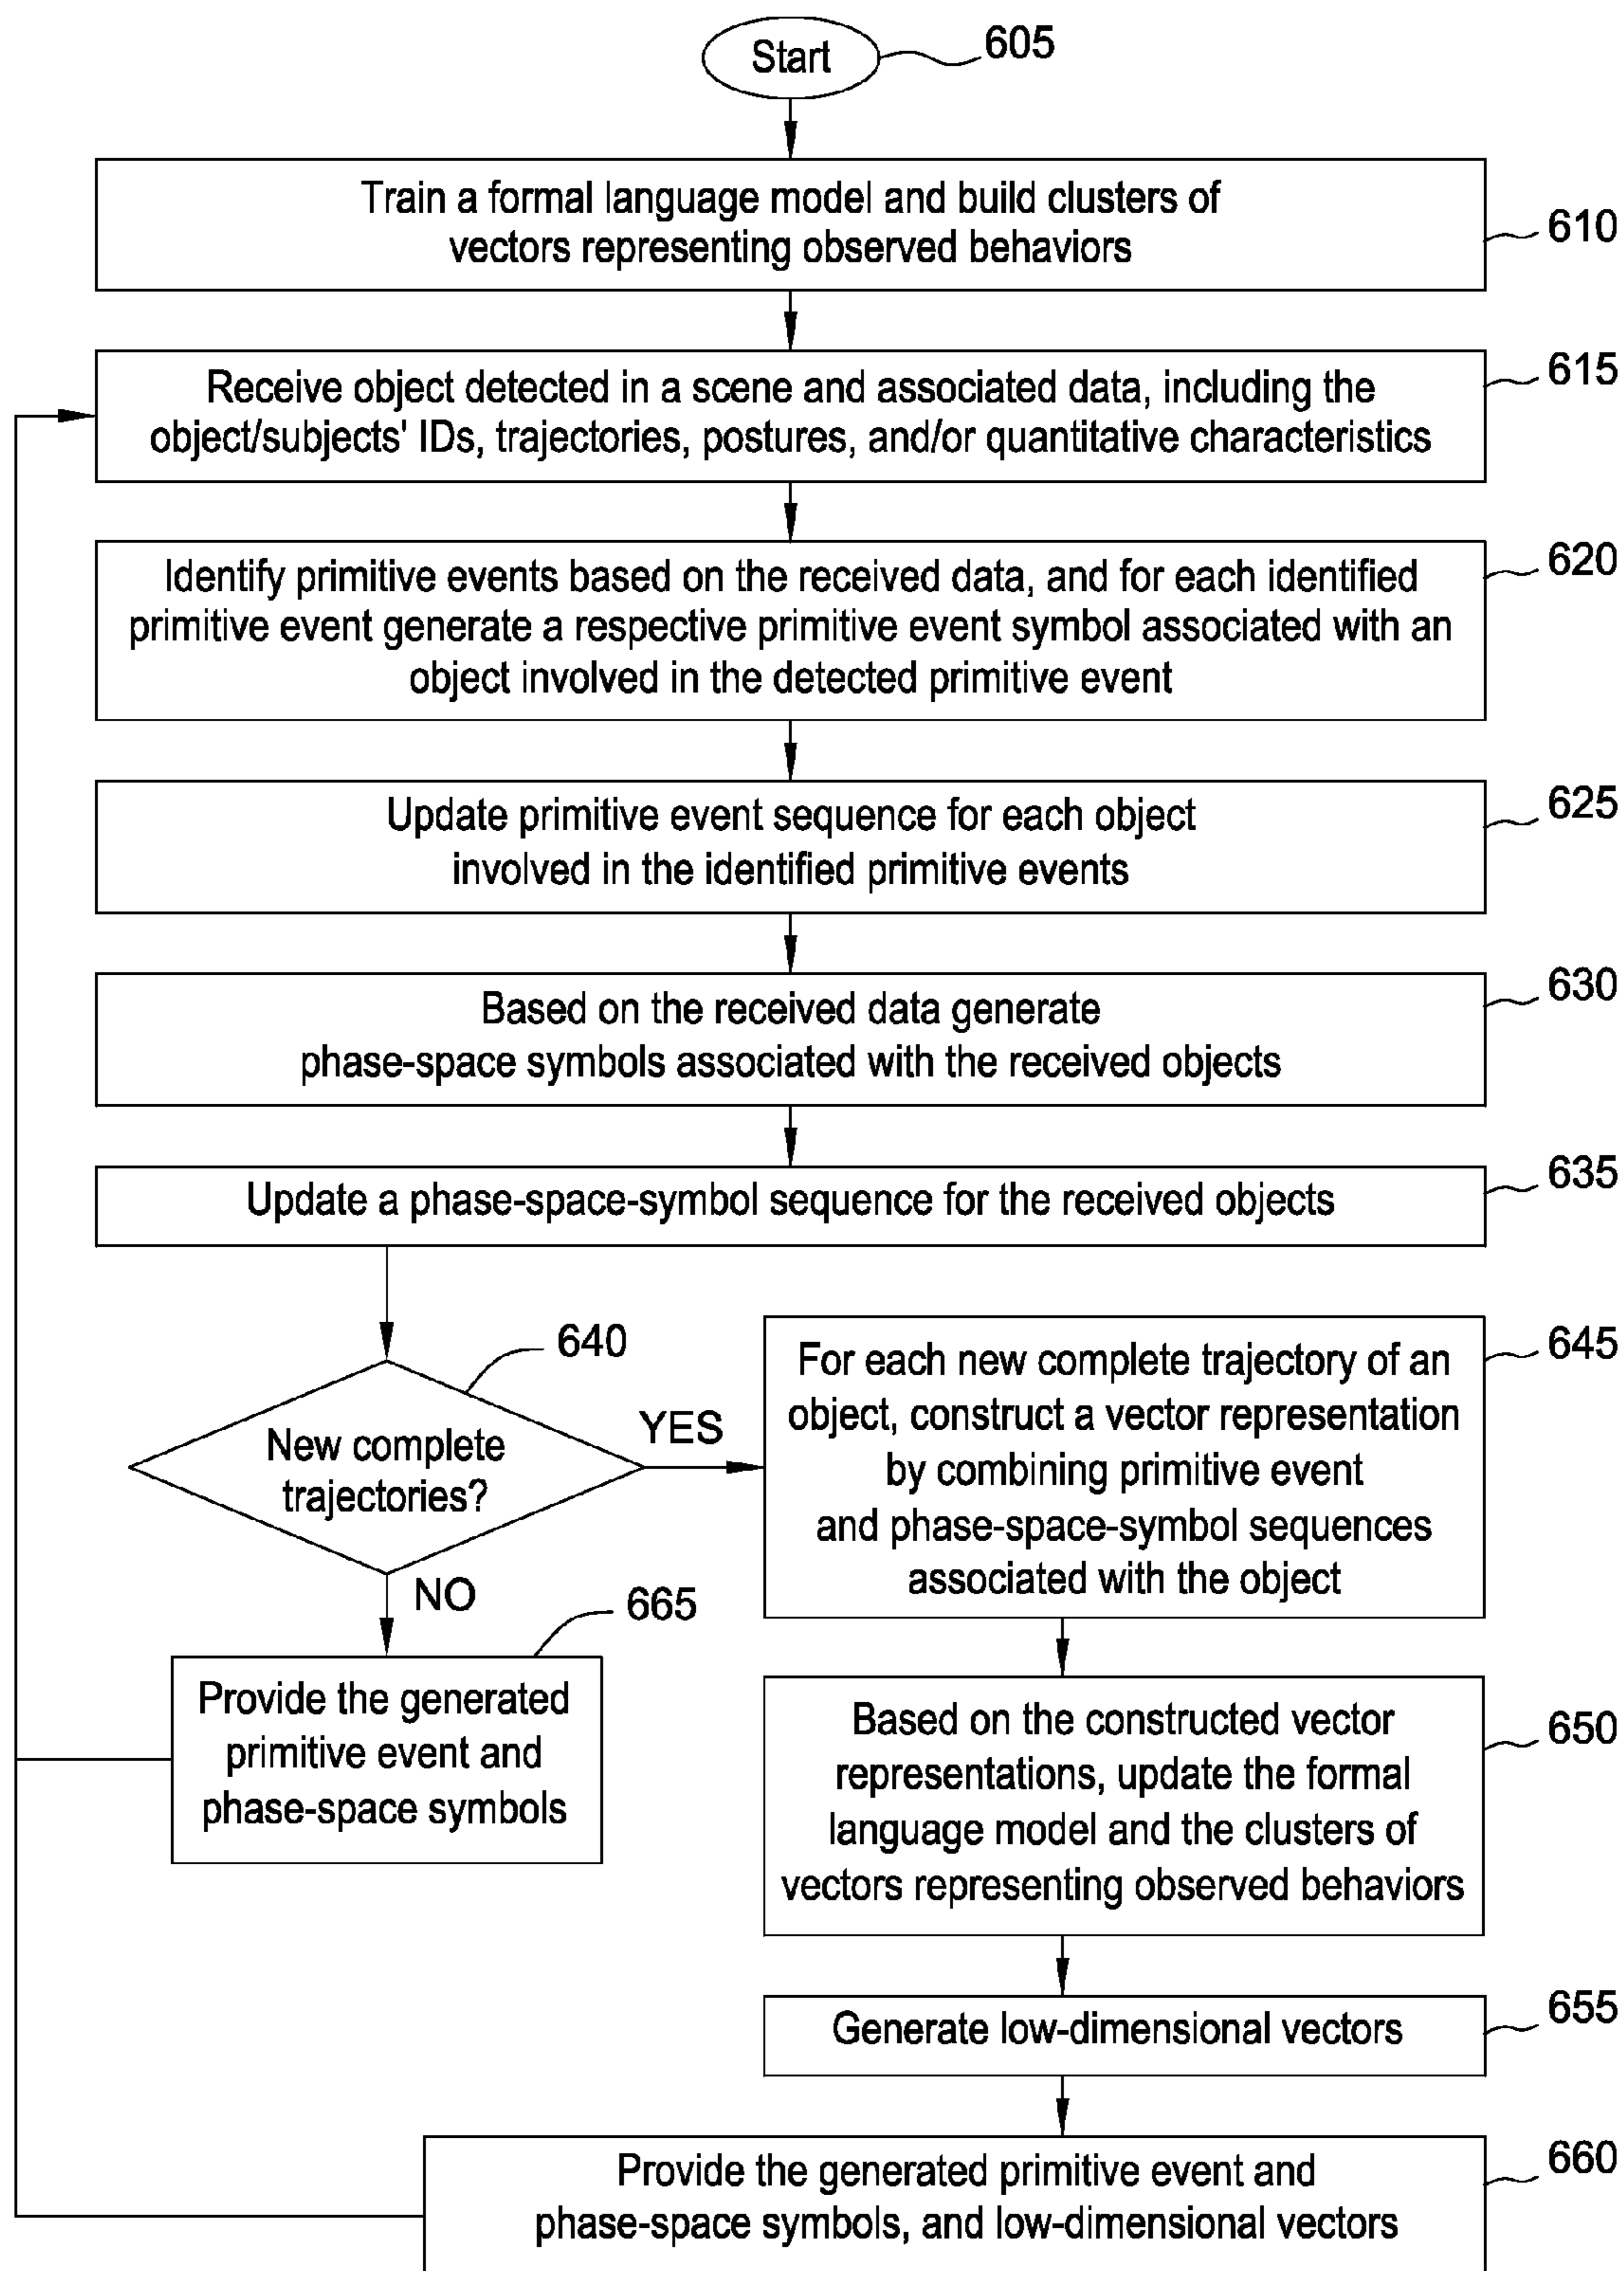 Start
605
Train a formal language model and build clusters of
vectors representing observed behaviors
610
Receive object detected in a scene and associated data, including the
object/subjects' IDs, trajectories, postures, and/or quantitative characteristics
615
Identify primitive events based on the received data, and for each identified
primitive event generate a respective primitive event symbol associated with an
object involved in the detected primitive event
620
Update primitive event sequence for each object
involved in the identified primitive events
625
Based on the received data generate
phase-space symbols associated with the received objects
630
Update a phase-space-symbol sequence for the received objects
635
New complete
trajectories?
640
YES
NO
For each new complete trajectory of an
object, construct a vector representation
by combining primitive event
and phase-space-symbol sequences
associated with the object
645
Provide the generated
primitive event and
phase-space symbols
665
Based on the constructed vector
representations, update the formal
language model and the clusters of
vectors representing observed behaviors
650
Generate low-dimensional vectors
655
Provide the generated primitive event and
phase-space symbols, and low-dimensional vectors
660